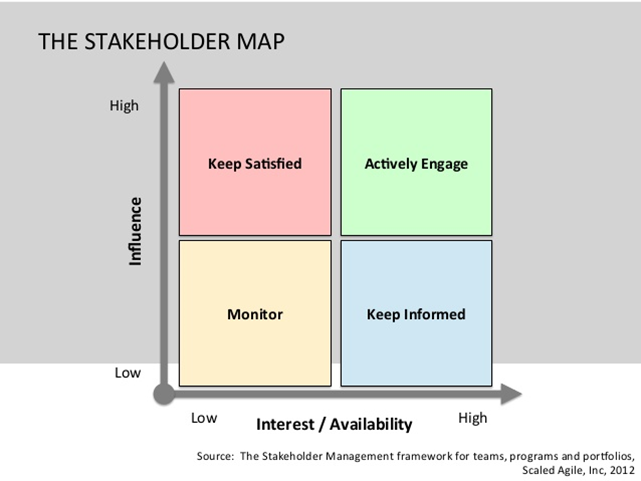 THE STAKEHOLDER MAP
High
Keep Satisfied
Actively Engage
Influence
Monitor
Keep Informed
Low
Low
Interest / Availability
High
Source:  The Stakeholder Management framework for teams, programs and portfolios,
Scaled Agile, Inc, 2012